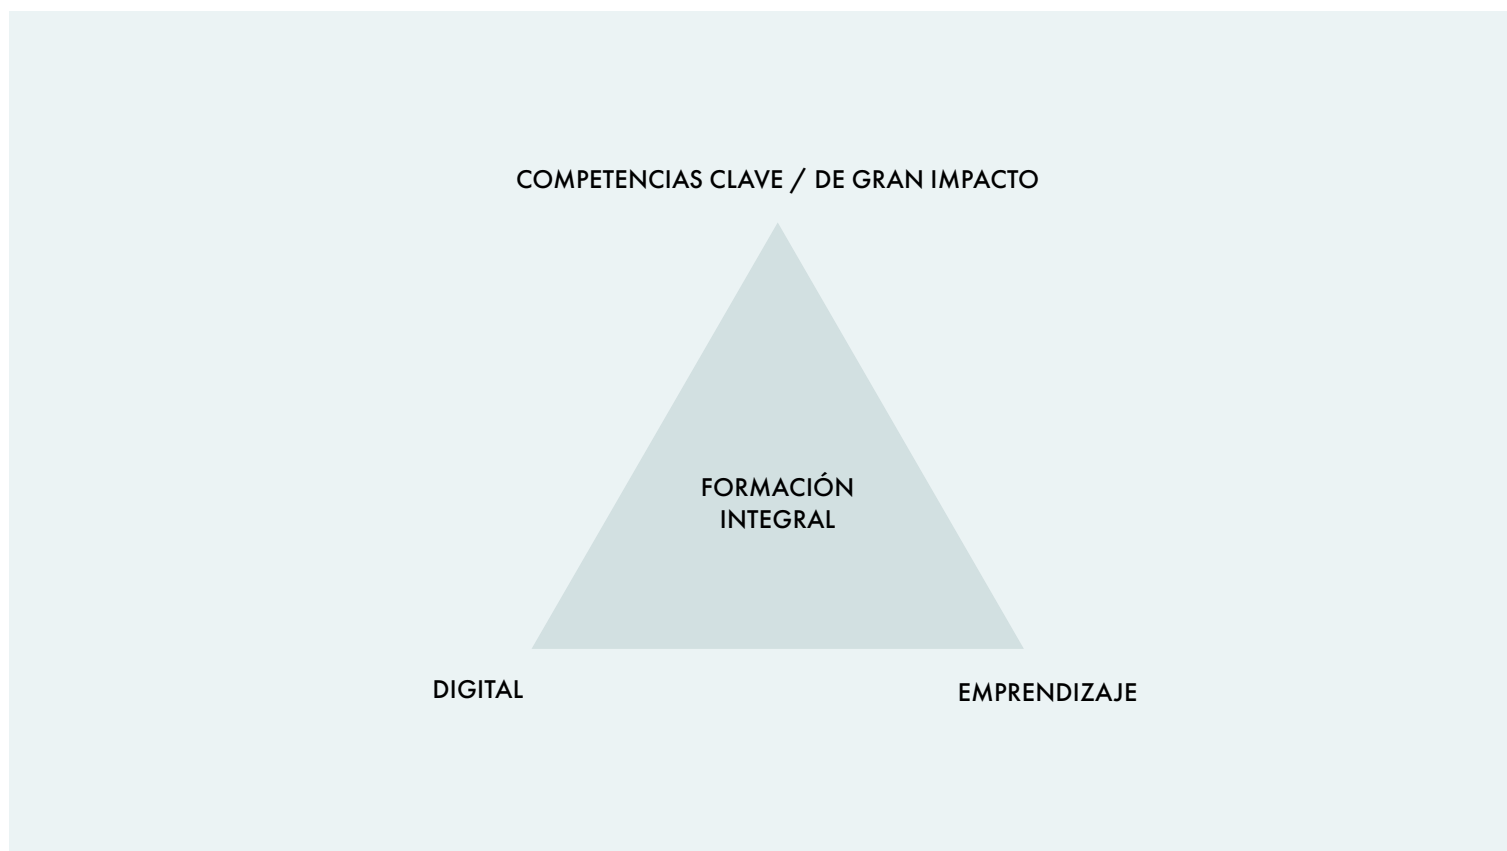 COMPETENCIAS CLAVE / DE GRAN IMPACTO
FORMACIÓN
INTEGRAL
DIGITAL
EMPRENDIZAJE